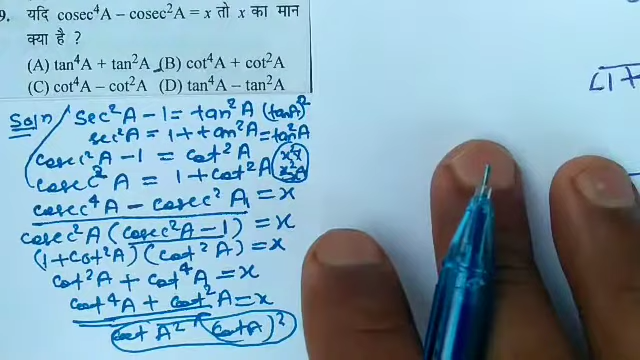 9. यदि cosec⁴A – cosec²A = x तो x का मान
क्या है ?
(A) tan⁴A + tan²A (B) cot⁴A + cot²A
(C) cot⁴A – cot²A (D) tan⁴A – tan²A
Soln sec²A – 1 = tan²A (tanA)²
sec²A = 1 + tan²A = tan²A
cosec²A – 1 = cot²A
cosec²A = 1 + cot²A
cosec⁴A – cosec²A = x
cosec²A (cosec²A – 1) = x
(1 + cot²A) (cot²A) = x
cot²A + cot⁴A = x
cot⁴A + cot²A = x
cot A² (cotA)²